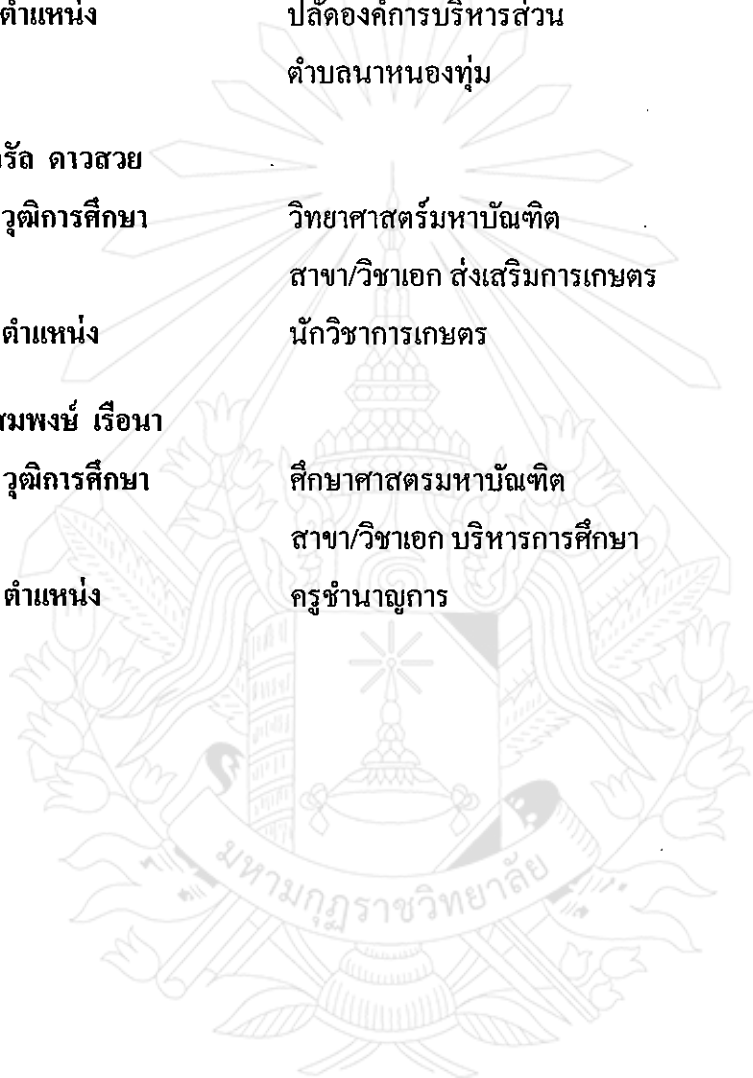 ตำแหน่ง ปลัดองค์การบริหารส่วน
ตำบลนาหนองทุ่ม
ดาวสวย
วุฒิการศึกษา วิทยาศาสตร์มหาบัณฑิต
สาขา/วิชาเอก ส่งเสริมการเกษตร
ตำแหน่ง นักวิชาการเกษตร
สมพงษ์ เรือนา
วุฒิการศึกษา ศึกษาศาสตรมหาบัณฑิต
สาขา/วิชาเอก บริหารการศึกษา
ตำแหน่ง ครูชำนาญการ
มหามกุฏราชวิทยาลัย